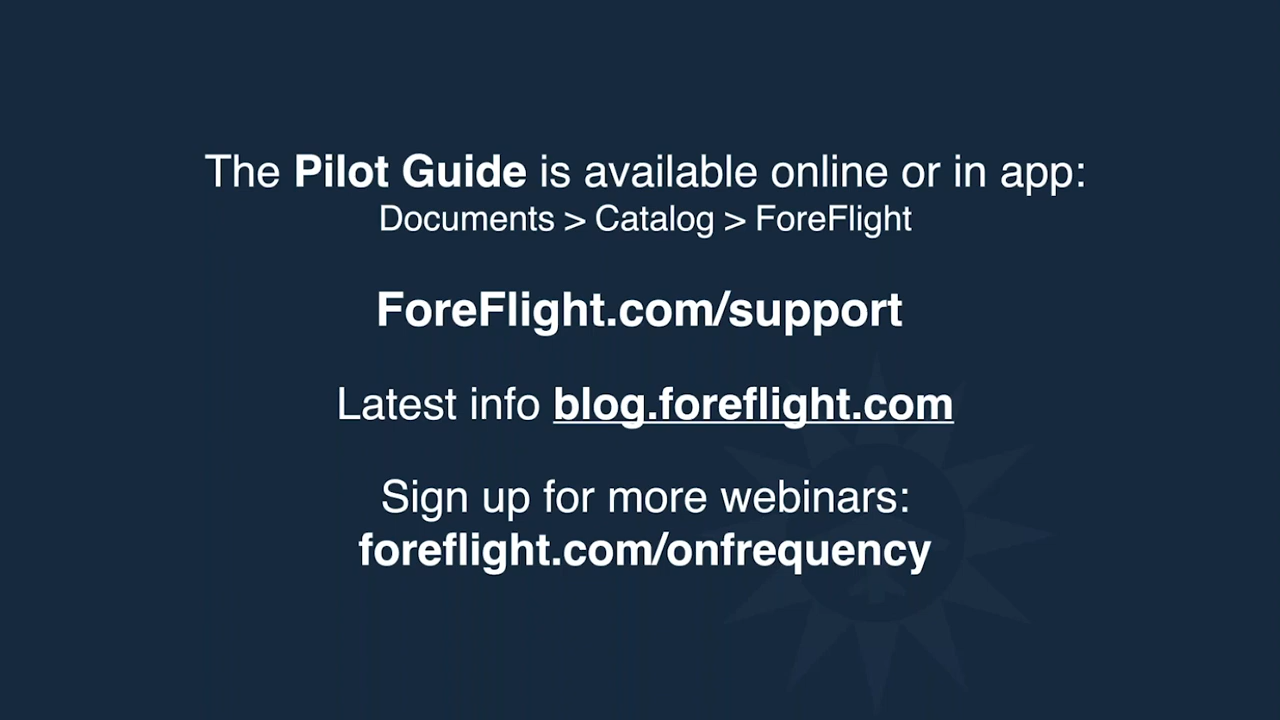 The Pilot Guide is available online or in app:
Documents > Catalog > ForeFlight
ForeFlight.com/support
Latest info blog.foreflight.com
Sign up for more webinars:
foreflight.com/onfrequency